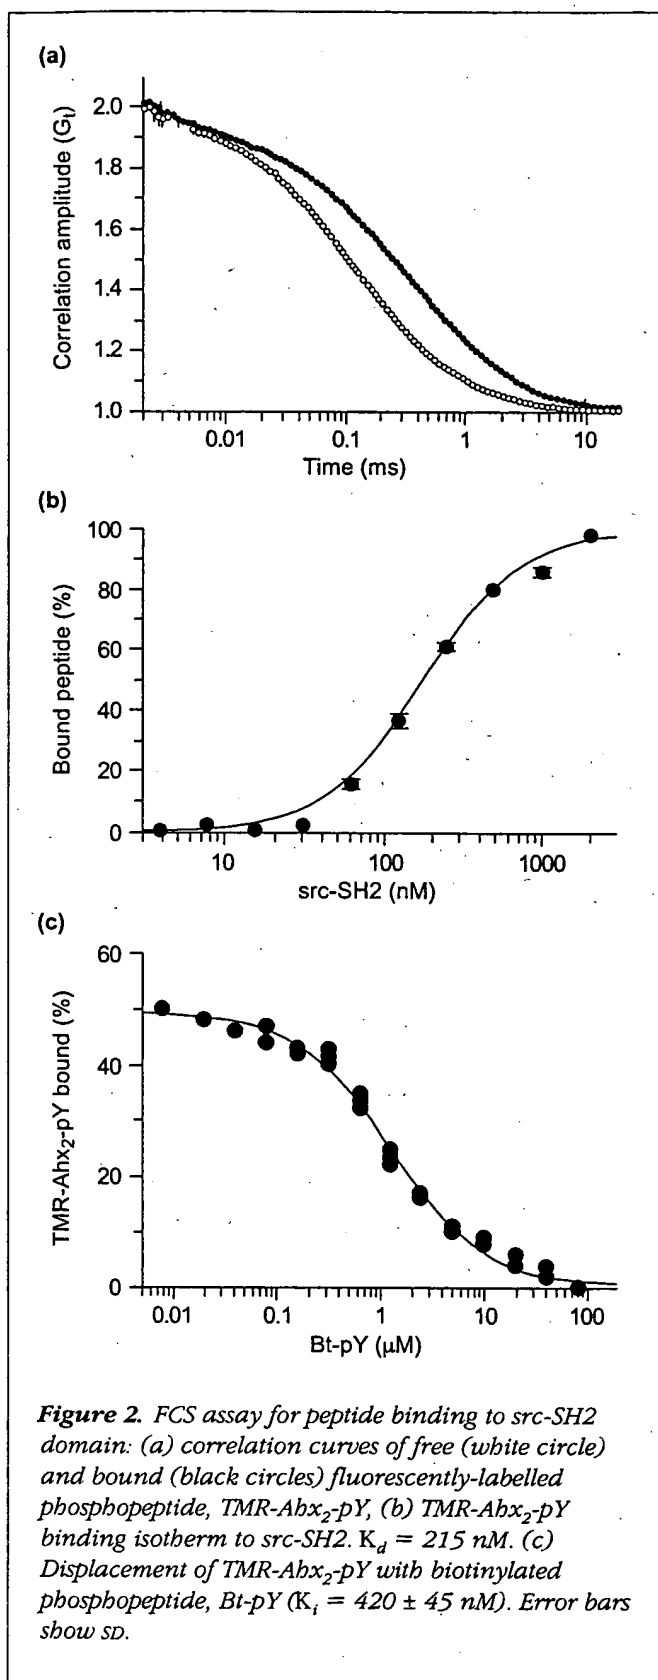 (a)
Correlation amplitude (Gₜ)
2.0
1.8
1.6
1.4
1.2
1.0
0.01
0.1
1
10
Time (ms)
(b)
Bound peptide (%)
100
80
60
40
20
0
10
100
1000
src-SH2 (nM)
(c)
TMR-Ahx₂-pY bound (%)
60
40
20
0
0.01
0.1
1
10
100
Bt-pY (µM)
Figure 2. FCS assay for peptide binding to src-SH2
domain: (a) correlation curves of free (white circle)
and bound (black circles) fluorescently-labelled
phosphopeptide, TMR-Ahx₂-pY, (b) TMR-Ahx₂-pY
binding isotherm to src-SH2. K_d = 215 nM. (c)
Displacement of TMR-Ahx₂-pY with biotinylated
phosphopeptide, Bt-pY (K_i = 420 ± 45 nM). Error bars
show SD.